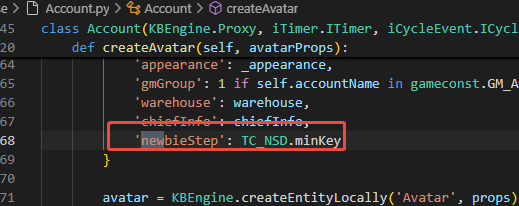 Account.py > Account > createAvatar
45 class Account(KBEngine.Proxy, iTimer.ITimer, iCycleEvent.ICycl
20 def createAvatar(self, avatarProps):
64 'appearance': _appearance,
65 'gmGroup': 1 if self.accountName in gameconst.GM_A
66 'warehouse': warehouse,
67 'chiefInfo': chiefInfo,
68 'newbieStep': TC_NSD.minKey
69 }
70
71 avatar = KBEngine.createEntityLocally('Avatar', props)